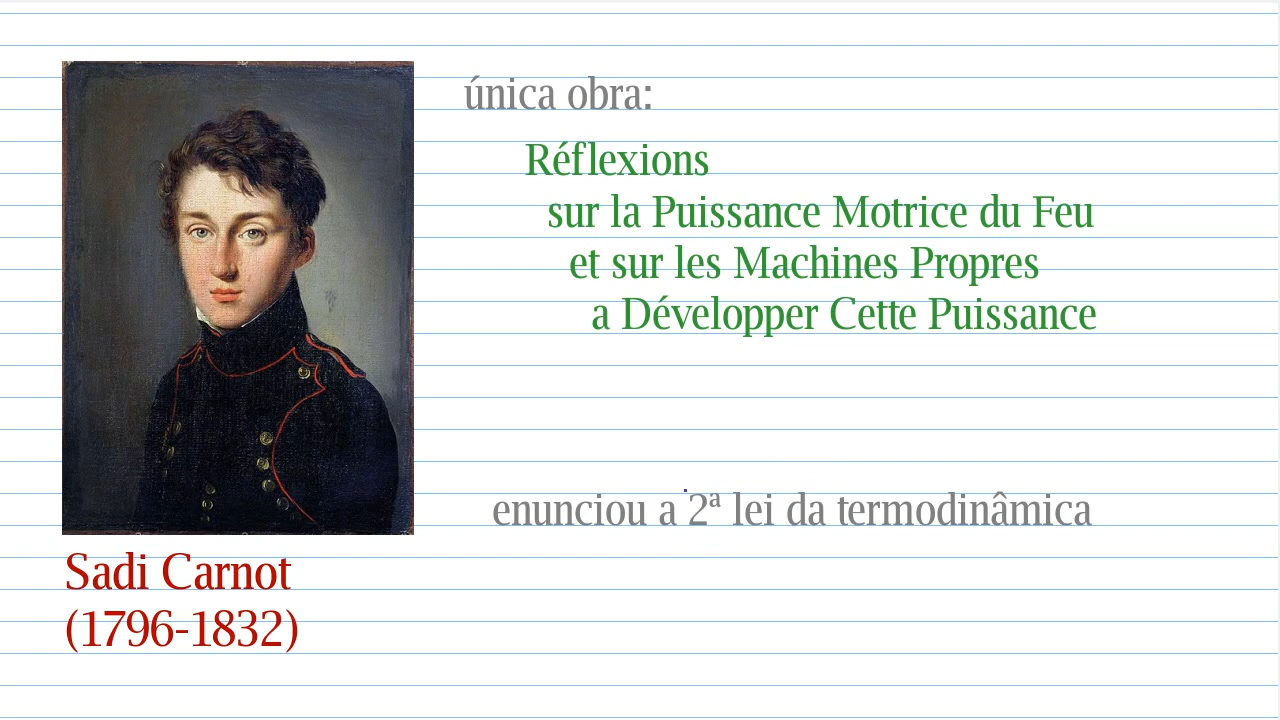 única obra:
Réflexions
sur la Puissance Motrice du Feu
et sur les Machines Propres
a Développer Cette Puissance
enunciou a 2ª lei da termodinâmica
Sadi Carnot
(1796-1832)